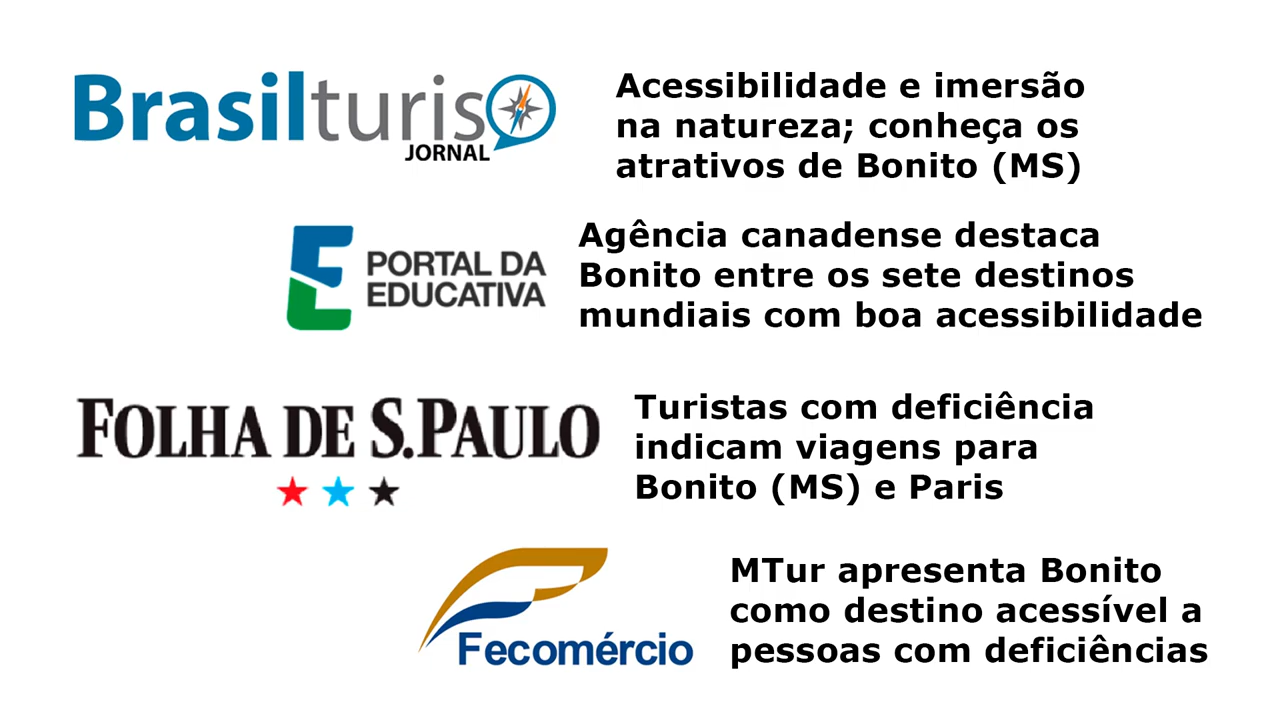 Brasilturis
JORNAL
Acessibilidade e imersão
na natureza; conheça os
atrativos de Bonito (MS)
PORTAL DA
EDUCATIVA
Agência canadense destaca
Bonito entre os sete destinos
mundiais com boa acessibilidade
FOLHA DE S.PAULO
Turistas com deficiência
indicam viagens para
Bonito (MS) e Paris
Fecomércio
MTur apresenta Bonito
como destino acessível a
pessoas com deficiências